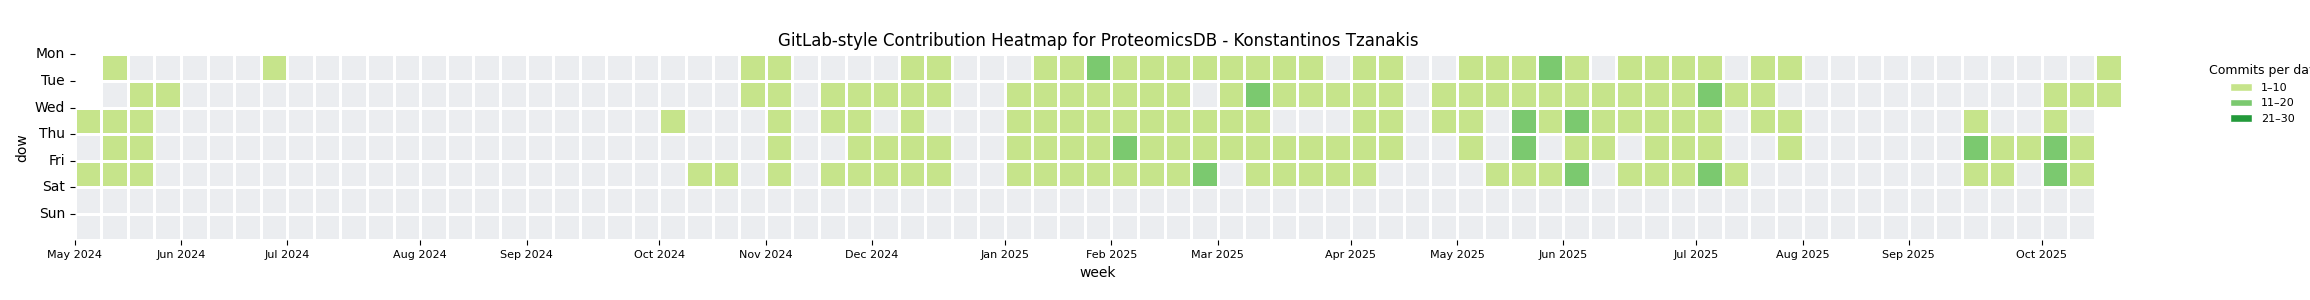 GitLab-style Contribution Heatmap for ProteomicsDB - Konstantinos Tzanakis
Mon
Tue
Wed
Thu
Fri
Sat
Sun
dow
May 2024 Jun 2024 Jul 2024 Aug 2024 Sep 2024 Oct 2024 Nov 2024 Dec 2024 Jan 2025 Feb 2025 Mar 2025 Apr 2025 May 2025 Jun 2025 Jul 2025 Aug 2025 Sep 2025 Oct 2025
week
Commits per da
1–10
11–20
21–30